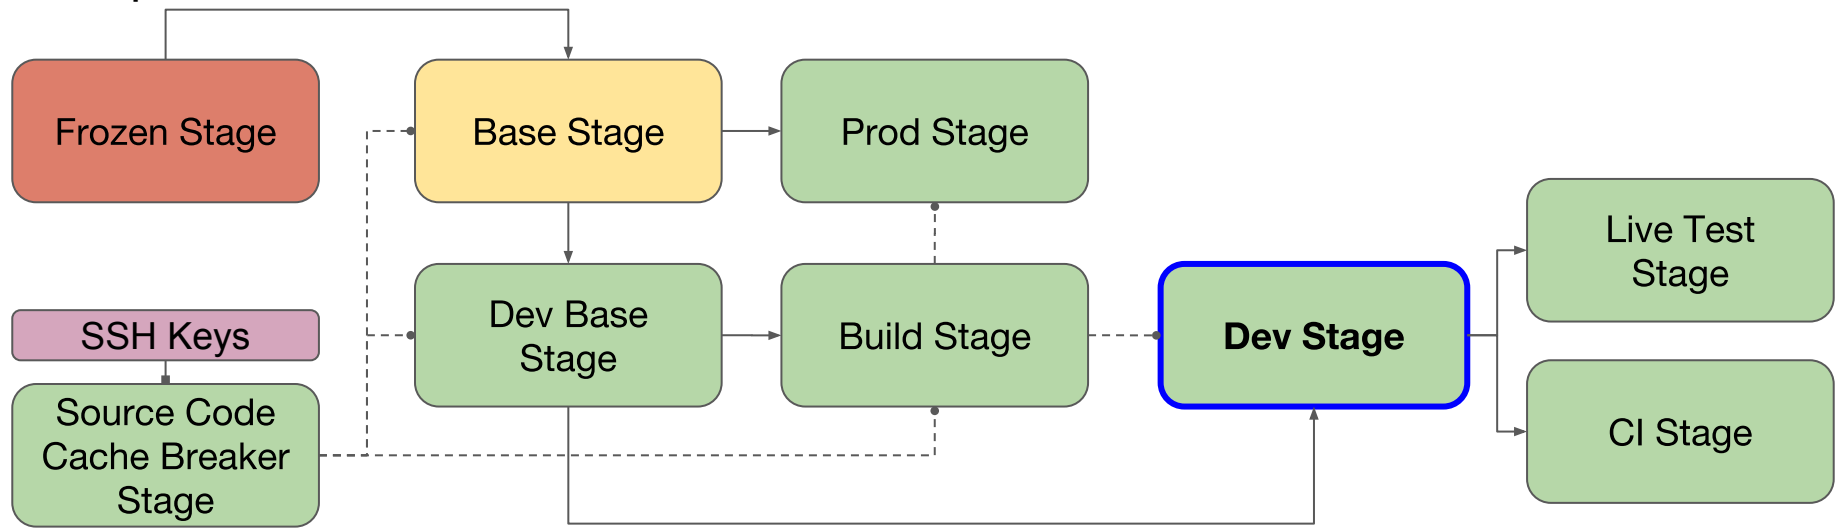 Frozen Stage
Base Stage
Prod Stage
Live Test
Stage
SSH Keys
Dev Base
Stage
Build Stage
Dev Stage
Source Code
Cache Breaker
Stage
CI Stage